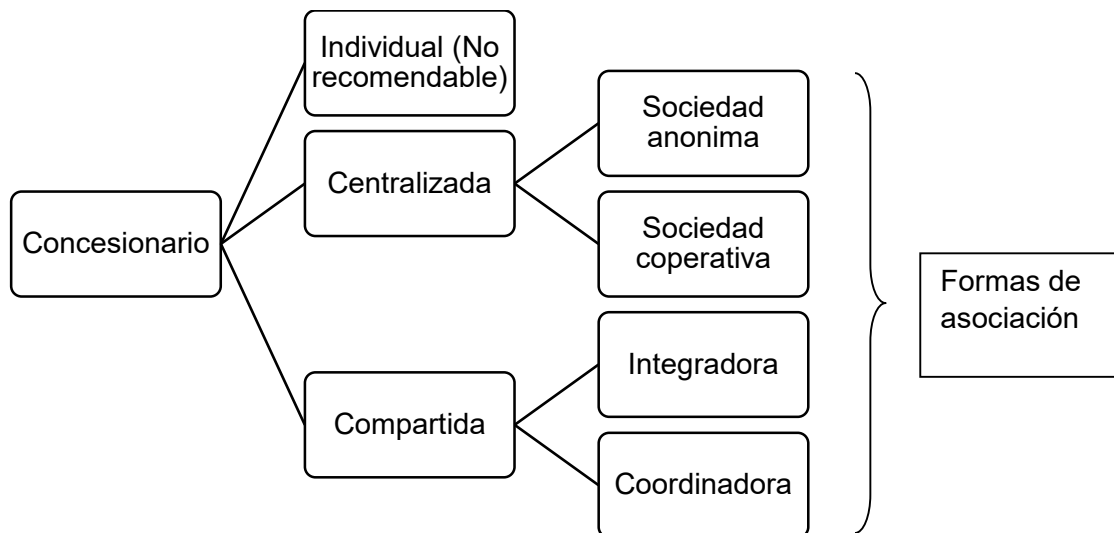 Individual (No
recomendable)
Sociedad
anonima
Centralizada
Concesionario
Sociedad
coperativa
Formas de
asociación
Integradora
Compartida
Coordinadora